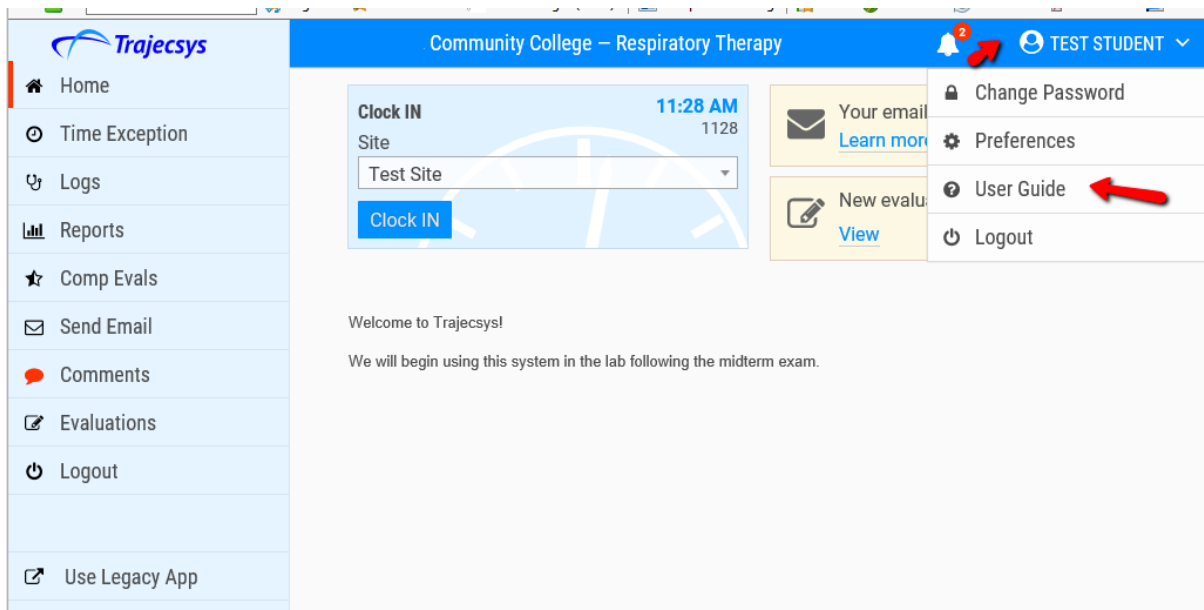 Trajecsys
Community College – Respiratory Therapy
2
TEST STUDENT
Home
Time Exception
Logs
Reports
Comp Evals
Send Email
Comments
Evaluations
Logout
Use Legacy App
Clock IN
11:28 AM
1128
Site
Test Site
Clock IN
Your email
Learn more
New evalu
View
Change Password
Preferences
User Guide
Logout
Welcome to Trajecsys!
We will begin using this system in the lab following the midterm exam.